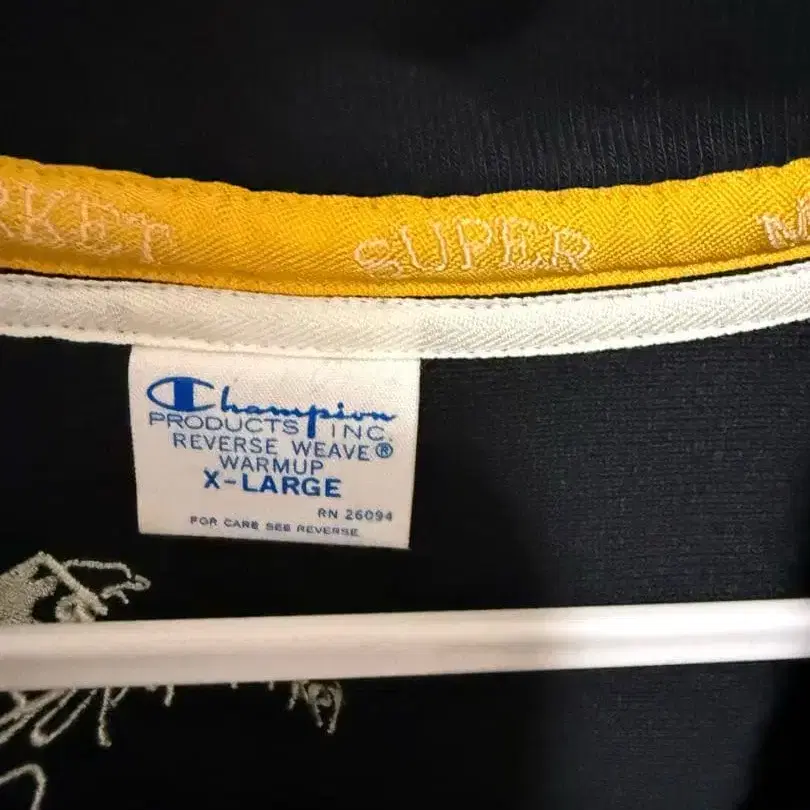 RKET SUPER M
Champion
PRODUCTS INC.
REVERSE WEAVE®
WARMUP
X-LARGE
RN 26094
FOR CARE SEE REVERSE